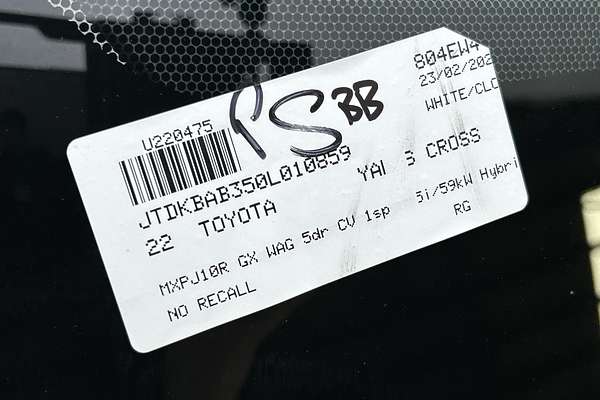 804EW4
23/02/202
WHITE/CLO
PS BB
U220475
JTDKBAB350L010859
22 TOYOTA YAI S CROSS
MXPJ10R GX WAG 5dr CV 1sp 5i/59kW Hybri
NO RECALL RG